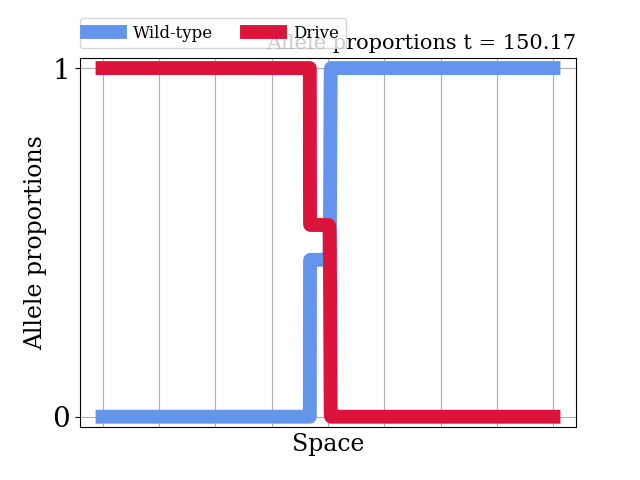 Wild-type Drive
Allele proportions t = 150.17
1
Allele proportions
0
Space